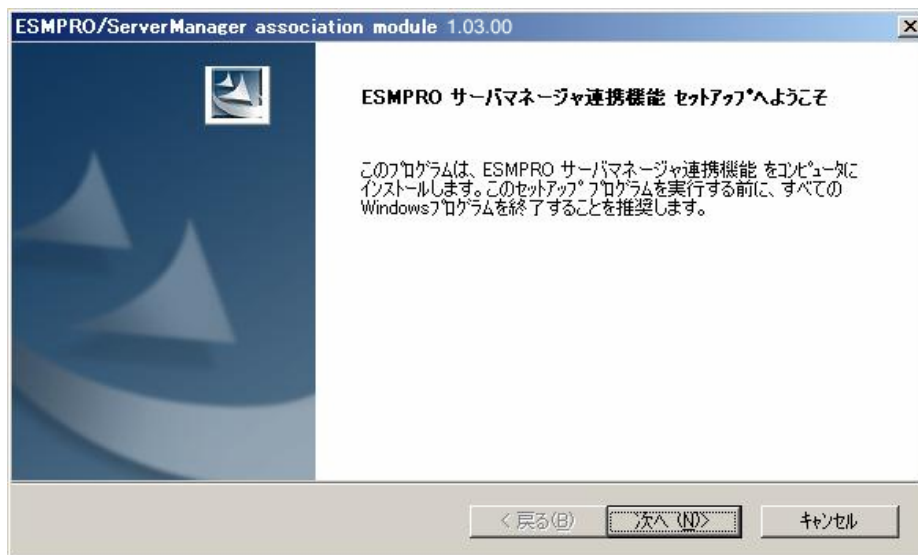 ESMPRO/ServerManager association module 1.03.00
ESMPRO サーバマネージャ連携機能 セットアップへようこそ
このプログラムは、ESMPRO サーバマネージャ連携機能 をコンピュータに
インストールします。このセットアップ プログラムを実行する前に、すべての
Windowsプログラムを終了することを推奨します。
< 戻る(B)
次へ (N)>
キャンセル